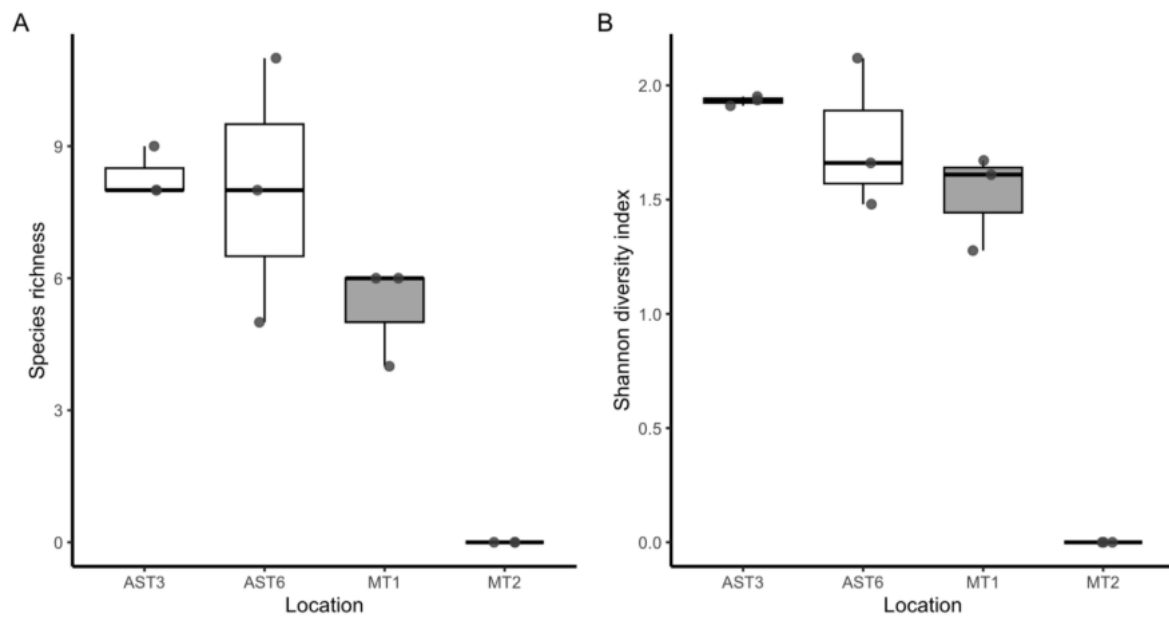 A
Species richness
9
6
3
0
AST3 AST6 MT1 MT2
Location
B
Shannon diversity index
2.0
1.5
1.0
0.5
0.0
AST3 AST6 MT1 MT2
Location